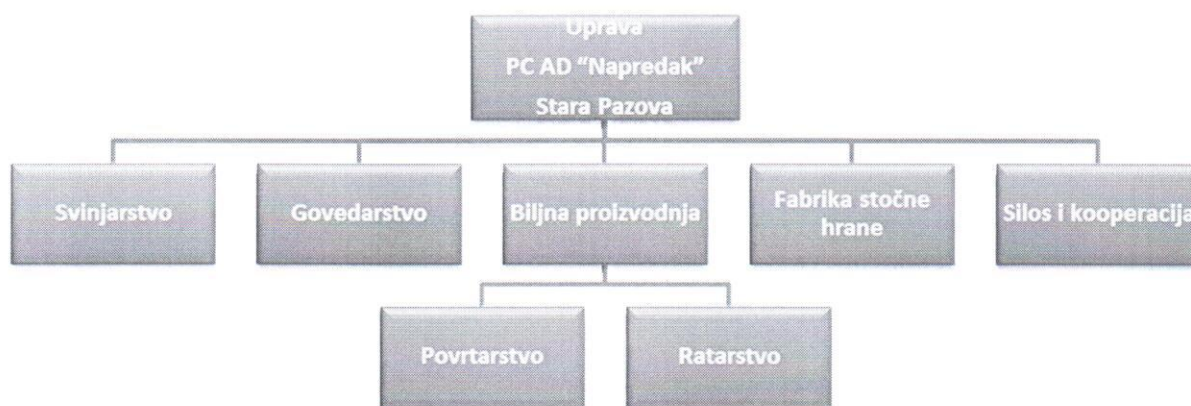 Uprava
PC AD "Napredak"
Stara Pazova
Svinjarstvo
Govedarstvo
Biljna proizvodnja
Fabrika stočne
hrane
Silos i kooperacija
Povrtarstvo
Ratarstvo